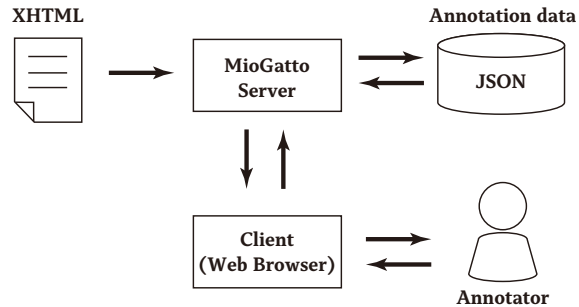 XHTML
Annotation data
MioGatto
Server
JSON
Client
(Web Browser)
Annotator